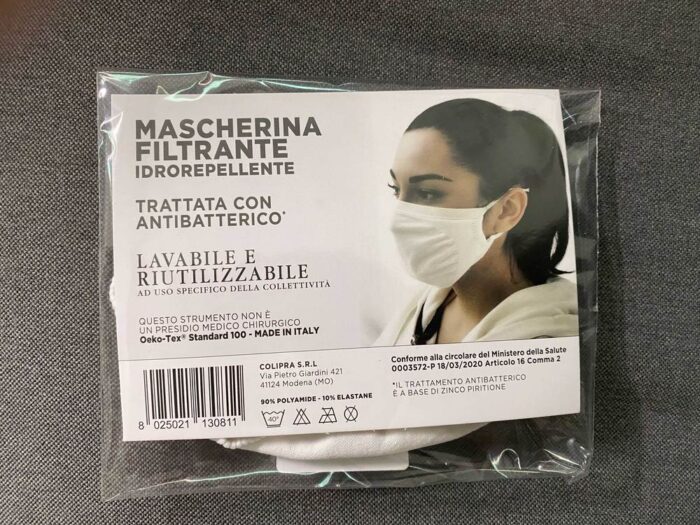 MASCHERINA
FILTRANTE
IDROREPELLENTE
TRATTATA CON
ANTIBATTERICO*
LAVABILE E
RIUTILIZZABILE
AD USO SPECIFICO DELLA COLLETTIVITÀ
QUESTO STRUMENTO NON È
UN PRESIDIO MEDICO CHIRURGICO
Oeko-Tex® Standard 100 - MADE IN ITALY
8 025021 130811
COLIPRA S.R.L
Via Pietro Giardini 421
41124 Modena (MO)
90% POLYAMIDE - 10% ELASTANE
40°
Conforme alla circolare del Ministero della Salute
0003572-P 18/03/2020 Articolo 16 Comma 2
*IL TRATTAMENTO ANTIBATTERICO
È A BASE DI ZINCO PIRITIONE